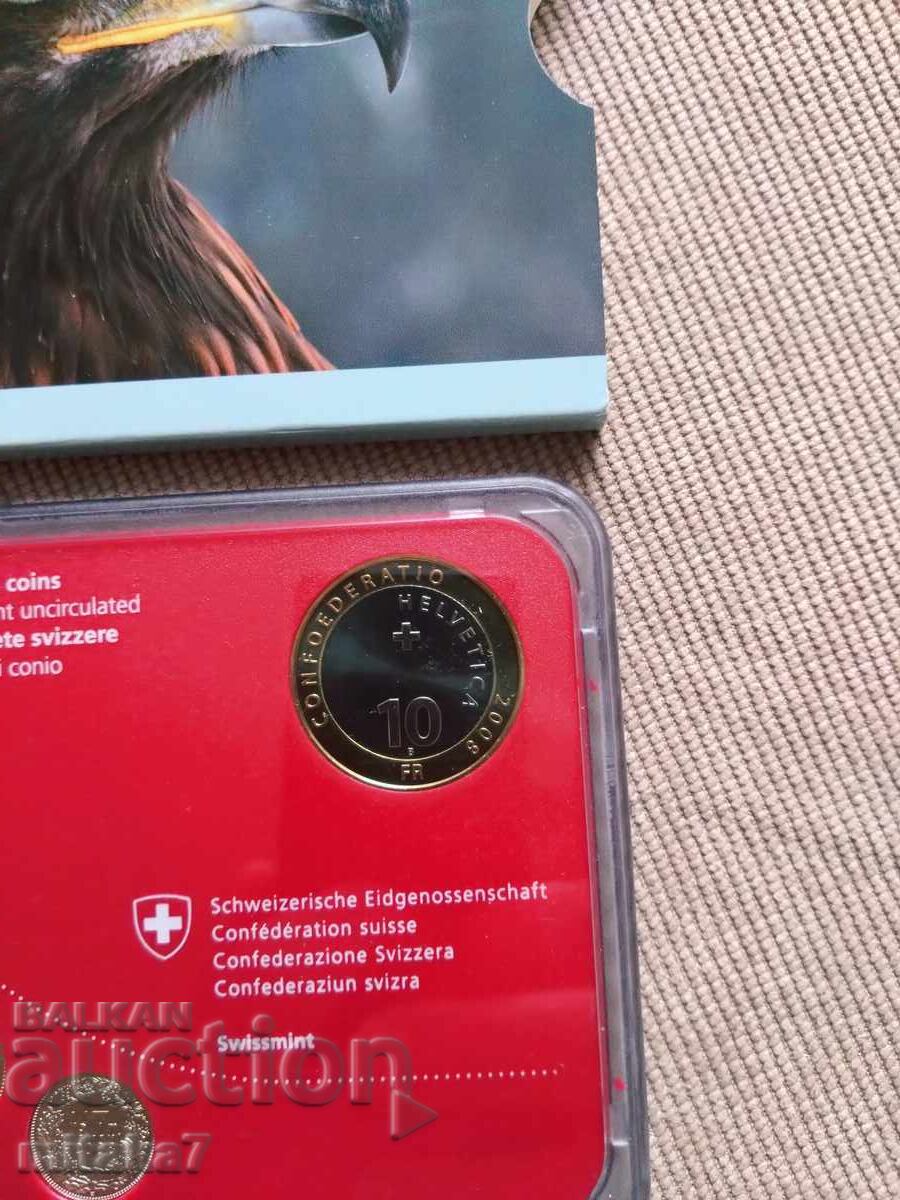 coins
nt uncirculated
ete svizzere
i conio
CONFOEDERATIO
HELVETICA
2008
10
B
FR
Schweizerische Eidgenossenschaft
Confédération suisse
Confederazione Svizzera
Confederaziun svizra
Swissmint
BALKAN
auction
mitaka7